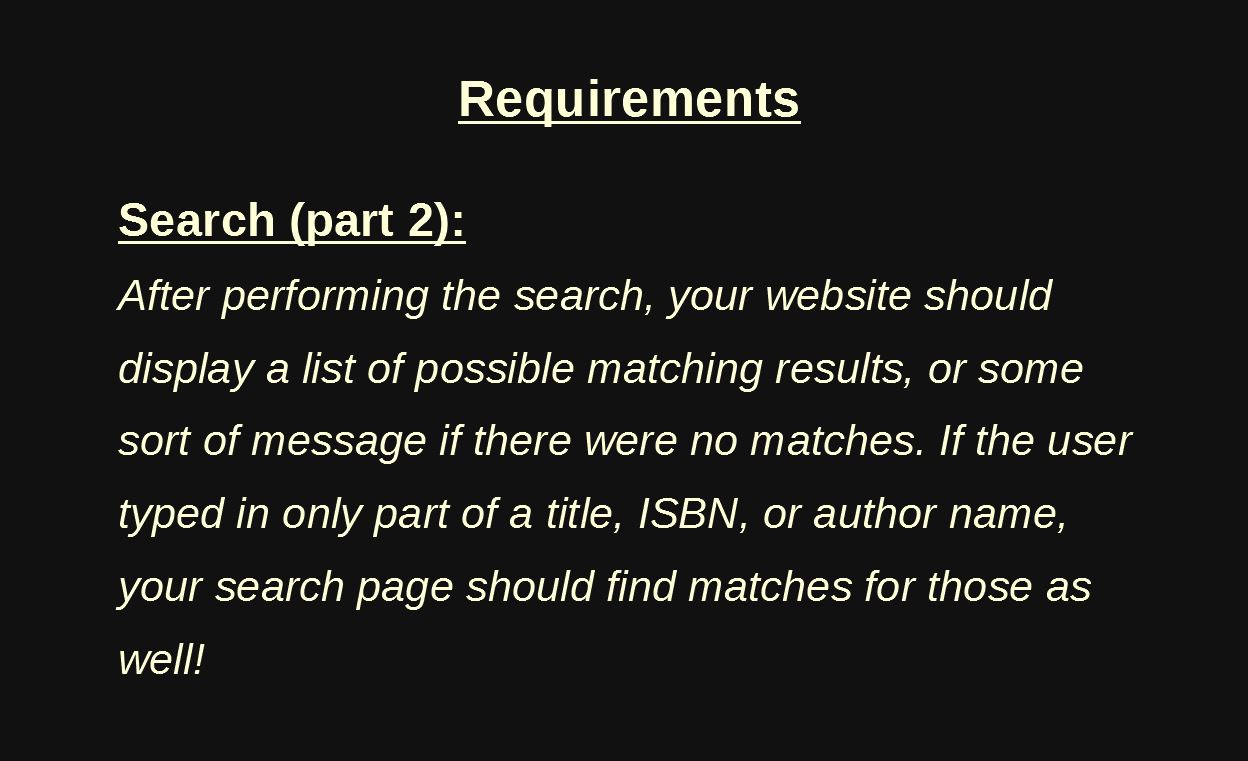 Requirements
Search (part 2):
After performing the search, your website should
display a list of possible matching results, or some
sort of message if there were no matches. If the user
typed in only part of a title, ISBN, or author name,
your search page should find matches for those as
well!